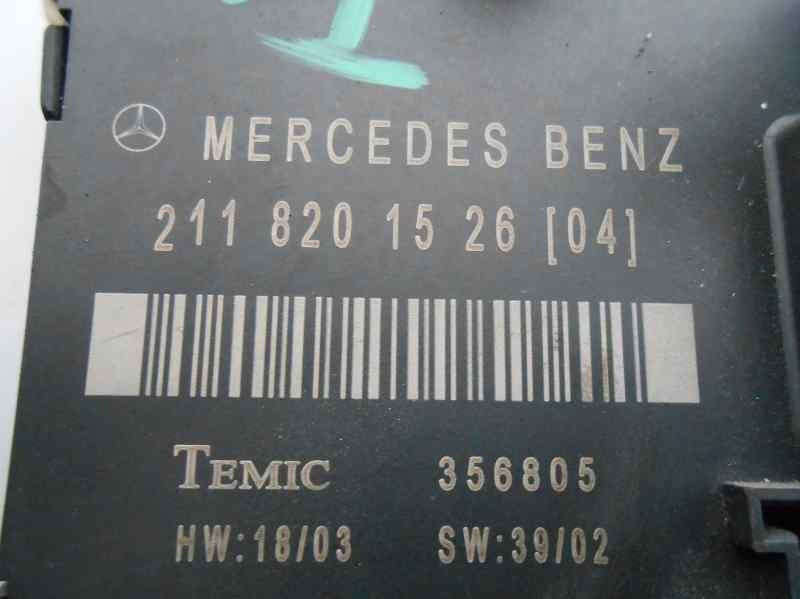 MERCEDES BENZ
211 820 15 26 [04]
TEMIC 356805
HW:18/03 SW:39/02